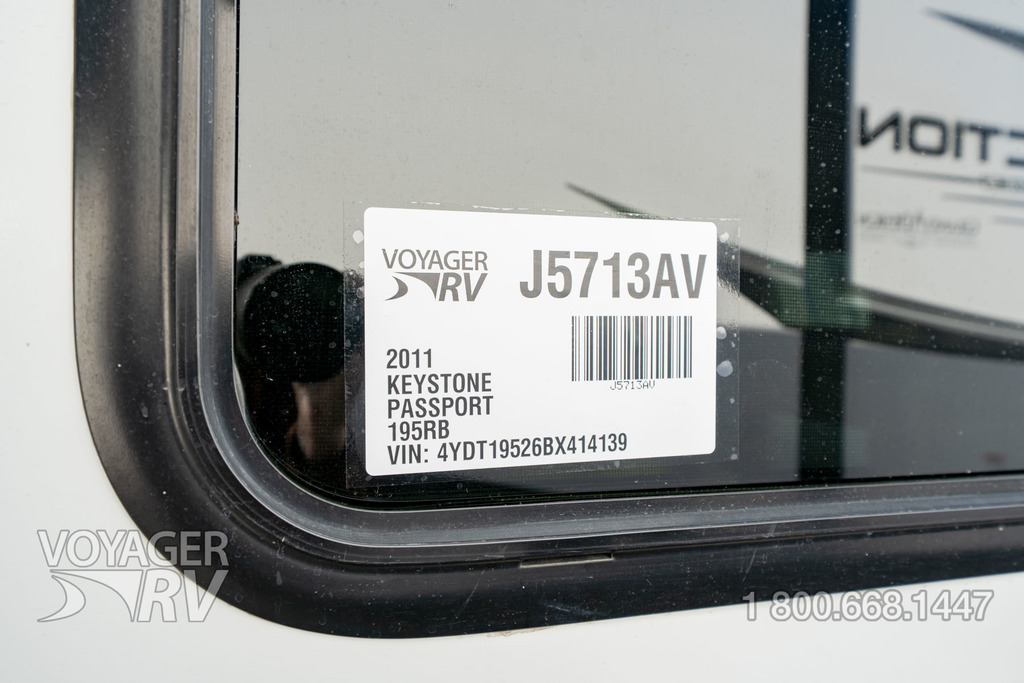 VOYAGER
RV
J5713AV
J5713AV
2011
KEYSTONE
PASSPORT
195RB
VIN: 4YDT19526BX414139
VOYAGER
RV
1 800.668.1447